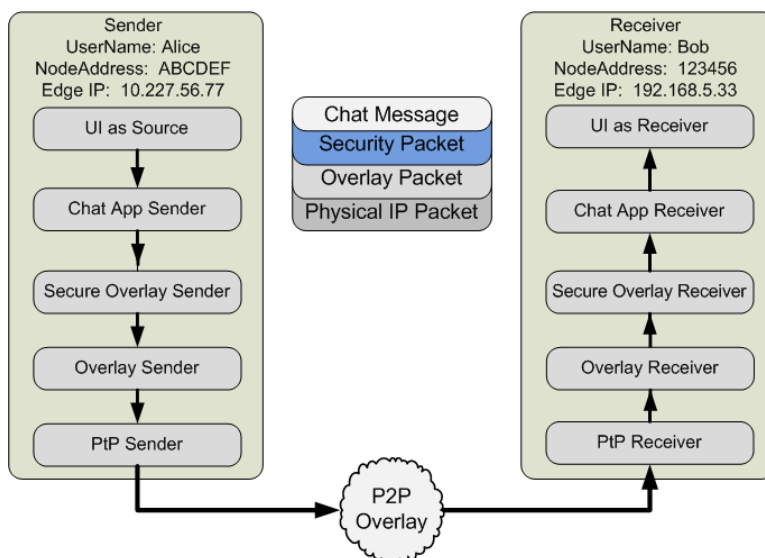 Sender
UserName: Alice
NodeAddress: ABCDEF
Edge IP: 10.227.56.77
UI as Source
Chat App Sender
Secure Overlay Sender
Overlay Sender
PtP Sender
Chat Message
Security Packet
Overlay Packet
Physical IP Packet
P2P
Overlay
Receiver
UserName: Bob
NodeAddress: 123456
Edge IP: 192.168.5.33
UI as Receiver
Chat App Receiver
Secure Overlay Receiver
Overlay Receiver
PtP Receiver